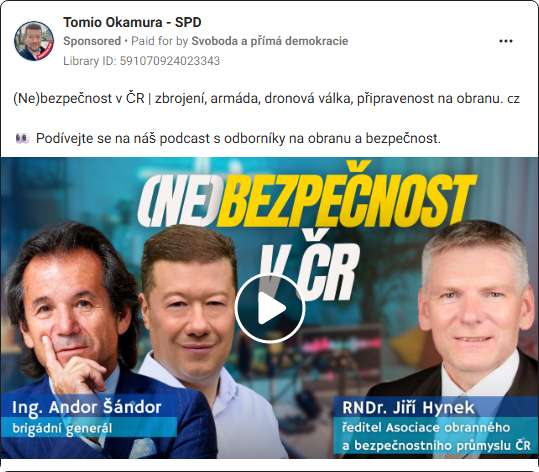 Tomio Okamura - SPD
Sponsored • Paid for by Svoboda a přímá demokracie
Library ID: 591070924023343
(Ne)bezpečnost v ČR | zbrojení, armáda, dronová válka, připravenost na obranu. cz
Podívejte se na náš podcast s odborníky na obranu a bezpečnost.
(NE)BEZPEČNOST
V ČR
Ing. Andor Šándor
brigádní generál
RNDr. Jiří Hynek
ředitel Asociace obranného
a bezpečnostního průmyslu ČR